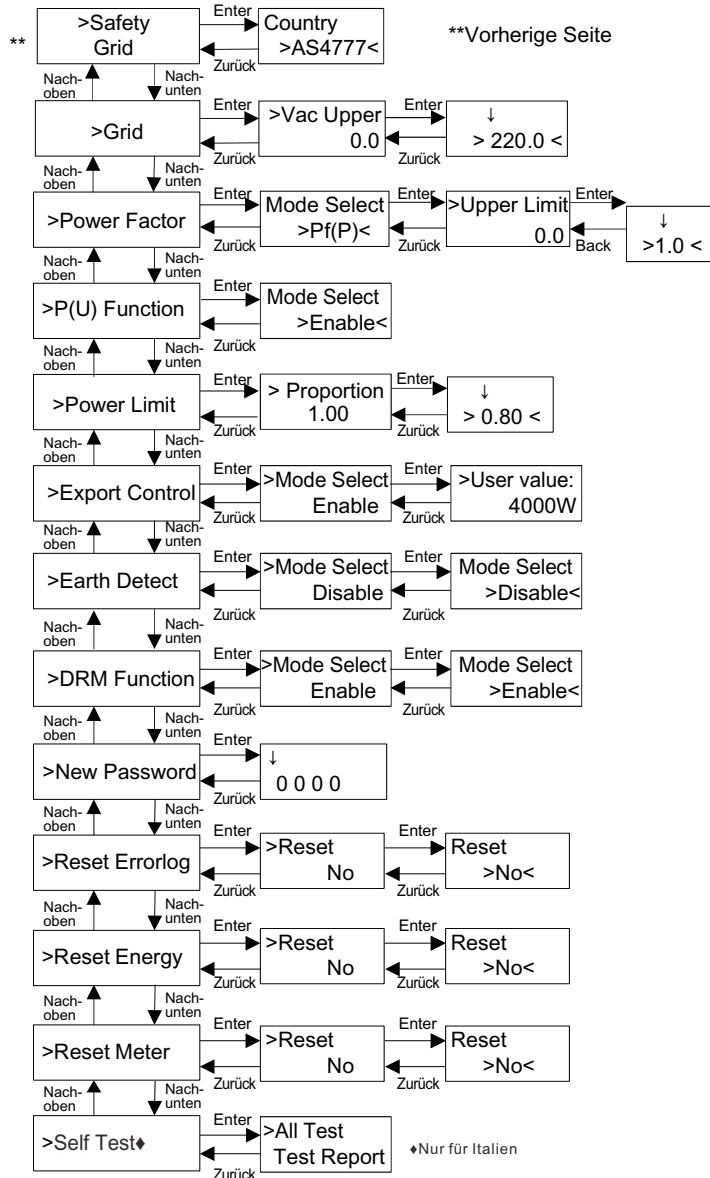 **
>Safety
Grid
Enter
Zurück
Country
>AS4777<
**Vorherige Seite
Nach-
oben
Nach-
unten
>Grid
Enter
Zurück
>Vac Upper
0.0
Enter
Zurück
↓
> 220.0 <
Nach-
oben
Nach-
unten
>Power Factor
Enter
Zurück
Mode Select
>Pf(P)<
Enter
Zurück
>Upper Limit
0.0
Enter
Back
↓
>1.0 <
Nach-
oben
Nach-
unten
>P(U) Function
Enter
Zurück
Mode Select
>Enable<
Nach-
oben
Nach-
unten
>Power Limit
Enter
Zurück
> Proportion
1.00
Enter
Zurück
↓
> 0.80 <
Nach-
oben
Nach-
unten
>Export Control
Enter
Zurück
>Mode Select
Enable
Enter
Zurück
>User value:
4000W
Nach-
oben
Nach-
unten
>Earth Detect
Enter
Zurück
>Mode Select
Disable
Enter
Zurück
Mode Select
>Disable<
Nach-
oben
Nach-
unten
>DRM Function
Enter
Zurück
>Mode Select
Enable
Enter
Zurück
Mode Select
>Enable<
Nach-
oben
Nach-
unten
>New Password
Enter
Zurück
↓
0 0 0 0
Nach-
oben
Nach-
unten
>Reset Errorlog
Enter
Zurück
>Reset
No
Enter
Zurück
Reset
>No<
Nach-
oben
Nach-
unten
>Reset Energy
Enter
Zurück
>Reset
No
Enter
Zurück
Reset
>No<
Nach-
oben
Nach-
unten
>Reset Meter
Enter
Zurück
>Reset
No
Enter
Zurück
Reset
>No<
Nach-
oben
Nach-
unten
>Self Test♦
Enter
Zurück
>All Test
Test Report
♦Nur für Italien